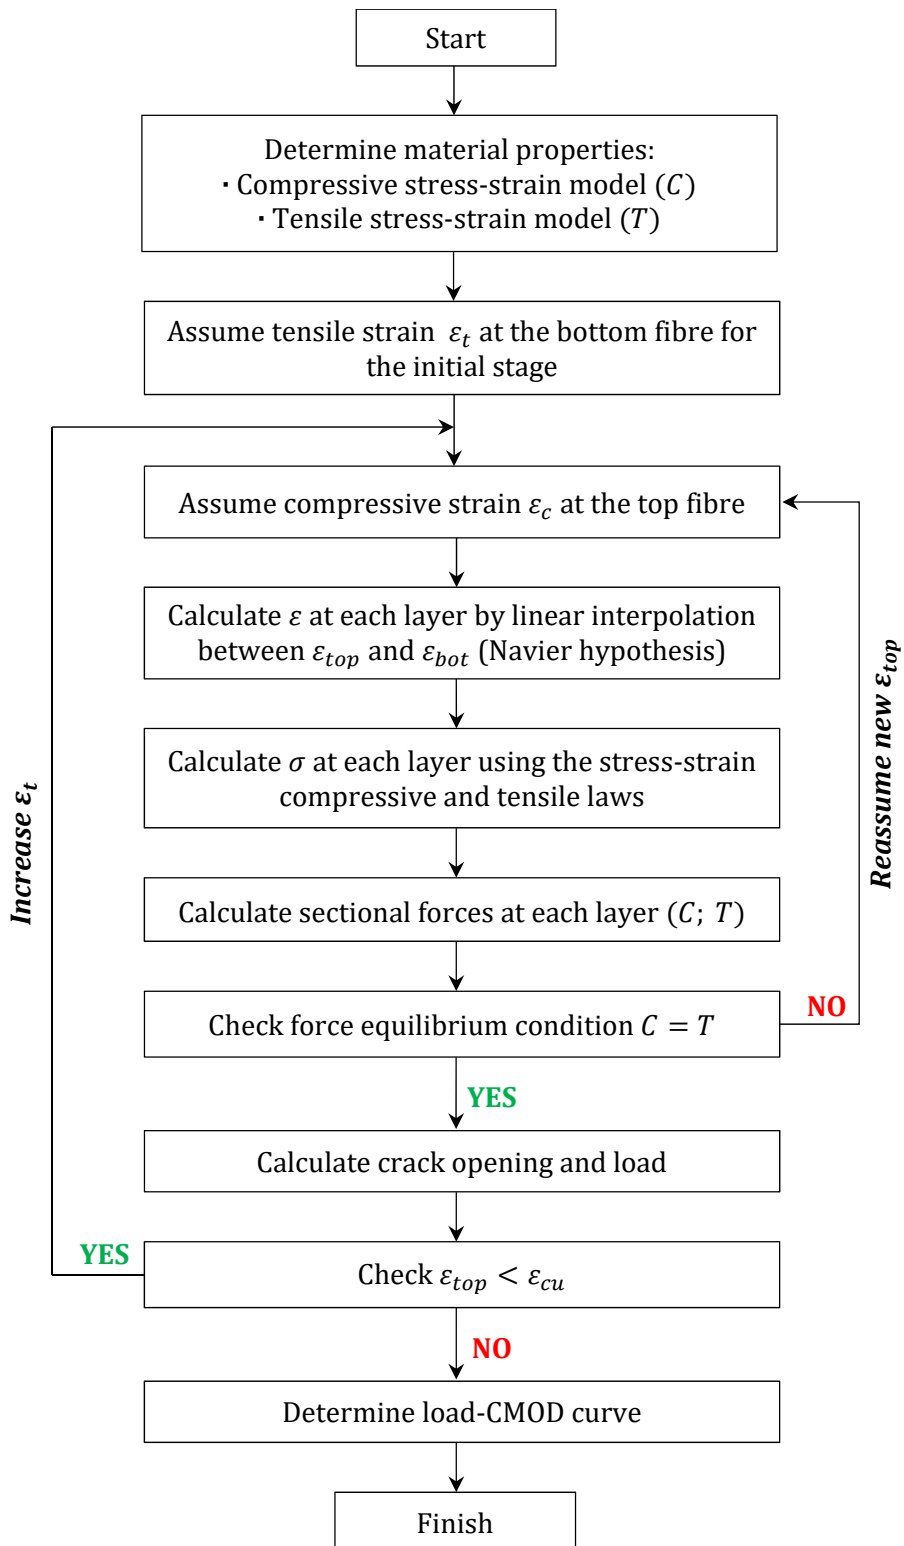 Start
Determine material properties:
· Compressive stress-strain model (C)
· Tensile stress-strain model (T)
Assume tensile strain ε_t at the bottom fibre for
the initial stage
Assume compressive strain ε_c at the top fibre
Calculate ε at each layer by linear interpolation
between ε_top and ε_bot (Navier hypothesis)
Calculate σ at each layer using the stress-strain
compressive and tensile laws
Calculate sectional forces at each layer (C; T)
Check force equilibrium condition C = T
NO
Reassume new ε_top
YES
Calculate crack opening and load
Check ε_top < ε_cu
YES
Increase ε_t
NO
Determine load-CMOD curve
Finish